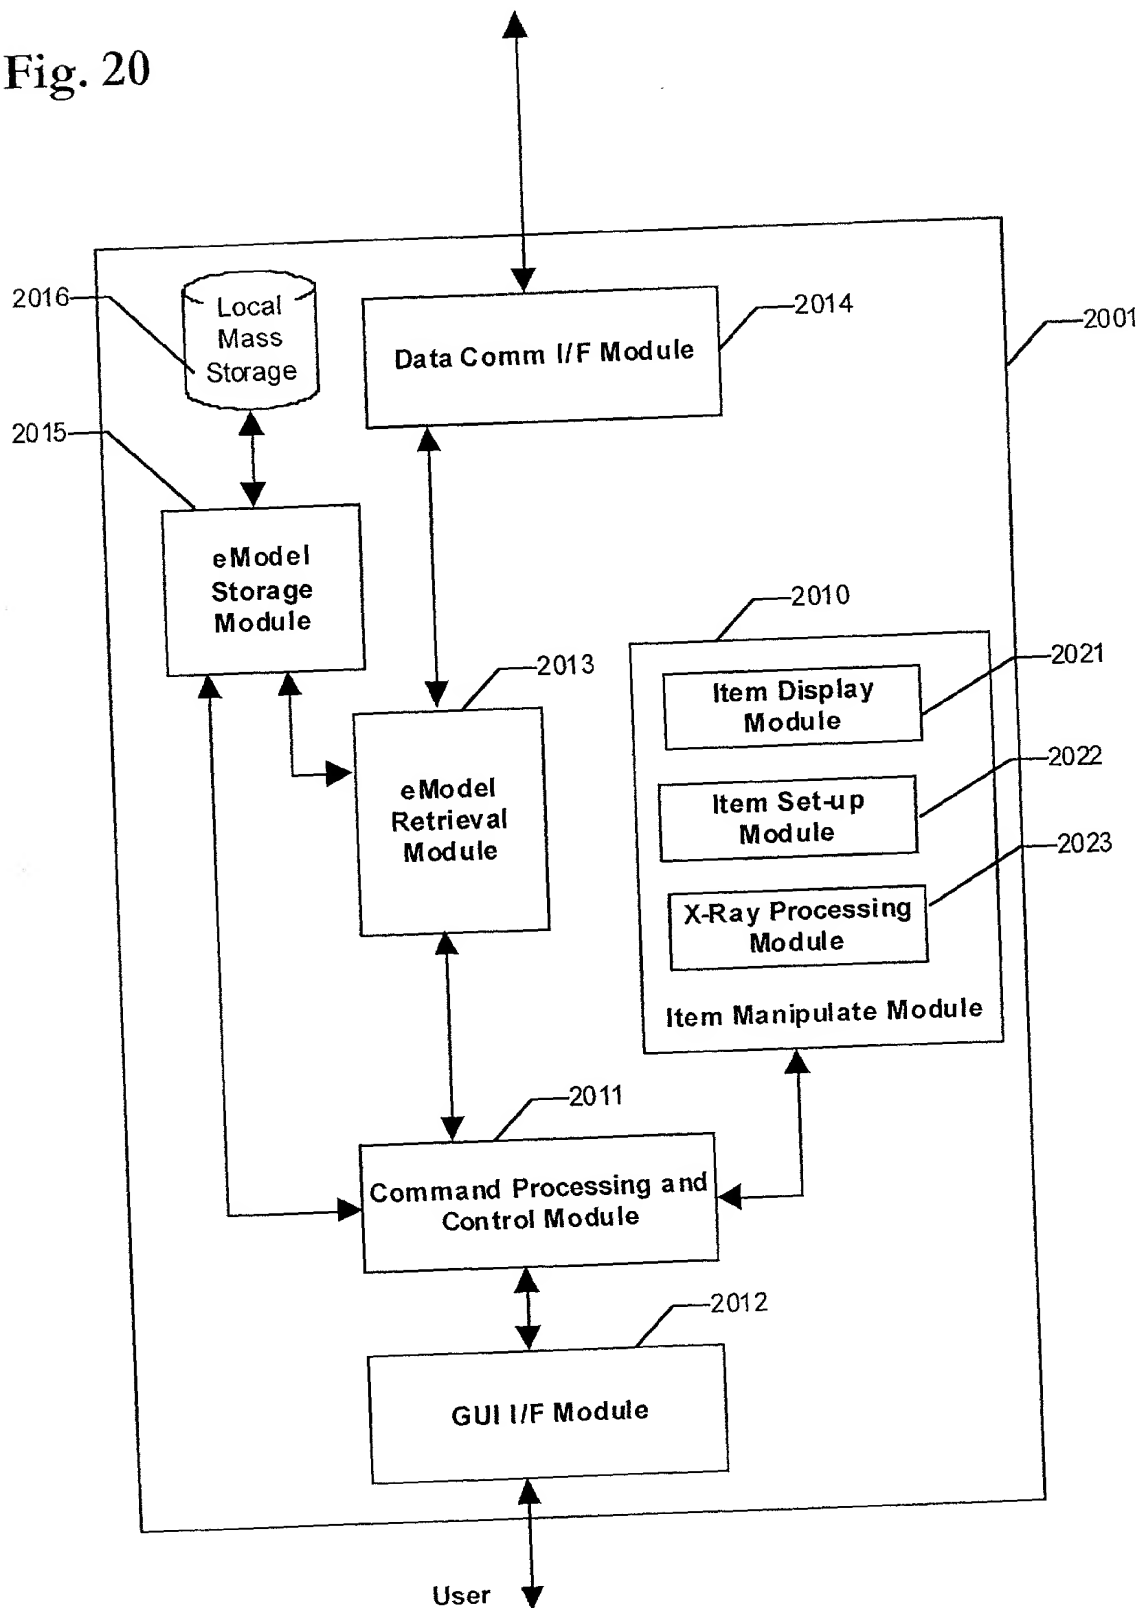 Fig. 20
2016
Local
Mass
Storage
2014
Data Comm I/F Module
2001
2015
eModel
Storage
Module
2010
2013
2021
Item Display
Module
eModel
Retrieval
Module
2022
Item Set-up
Module
2023
X-Ray Processing
Module
Item Manipulate Module
2011
Command Processing and
Control Module
2012
GUI I/F Module
User